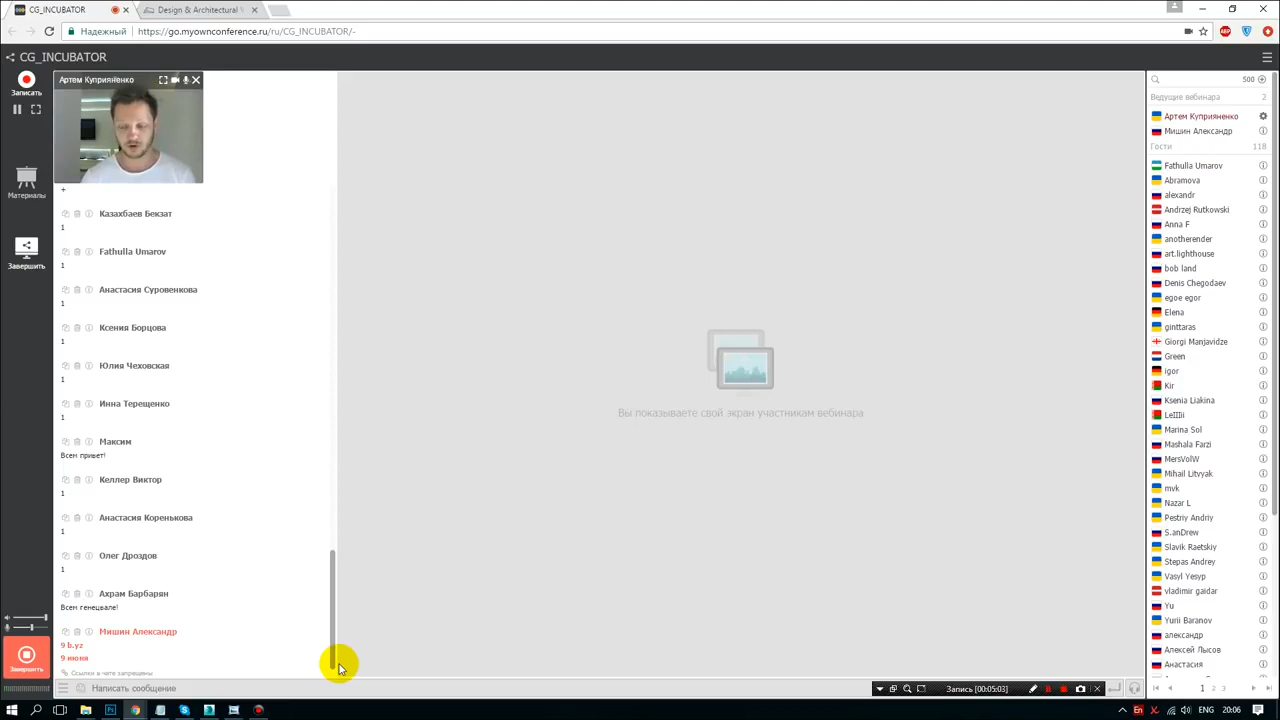 CG_INCUBATOR
Design & Architectural V
Надежный
https://go.myownconference.ru/ru/CG_INCUBATOR/-
CG_INCUBATOR
Записать
Материалы
Завершить
Завершить
Артем Куприяненко
+
Казахбаев Бекзат
1
Fathulla Umarov
1
Анастасия Суровенкова
1
Ксения Борцова
1
Юлия Чеховская
1
Инна Терещенко
1
Максим
Всем привет!
Келлер Виктор
1
Анастасия Коренькова
1
Олег Дроздов
1
Ахрам Барбарян
Всем генецвале!
Мишин Александр
9 b.yz
9 июня
Ссылки в чате запрещены
Написать сообщение
Вы показываете свой экран участникам вебинара
500
Ведущие вебинара 2
Артем Куприяненко
Мишин Александр
Гости 118
Fathulla Umarov
Abramova
alexandr
Andrzej Rutkowski
Anna F
anotherender
art.lighthouse
bob land
Denis Chegodaev
egoe egor
Elena
ginttaras
Giorgi Manjavidze
Green
igor
Kir
Ksenia Liakina
LeIIIii
Marina Sol
Mashala Farzi
MersVolW
Mihail Litvyak
mvk
Nazar L
Pestriy Andriy
S.anDrew
Slavik Raetskiy
Stepas Andrey
Vasyl Yesyp
vladimir gaidar
Yu
Yurii Baranov
александр
Алексей Лысов
Анастасия
1 2 3
Запись [00:05:03]
En
20:06